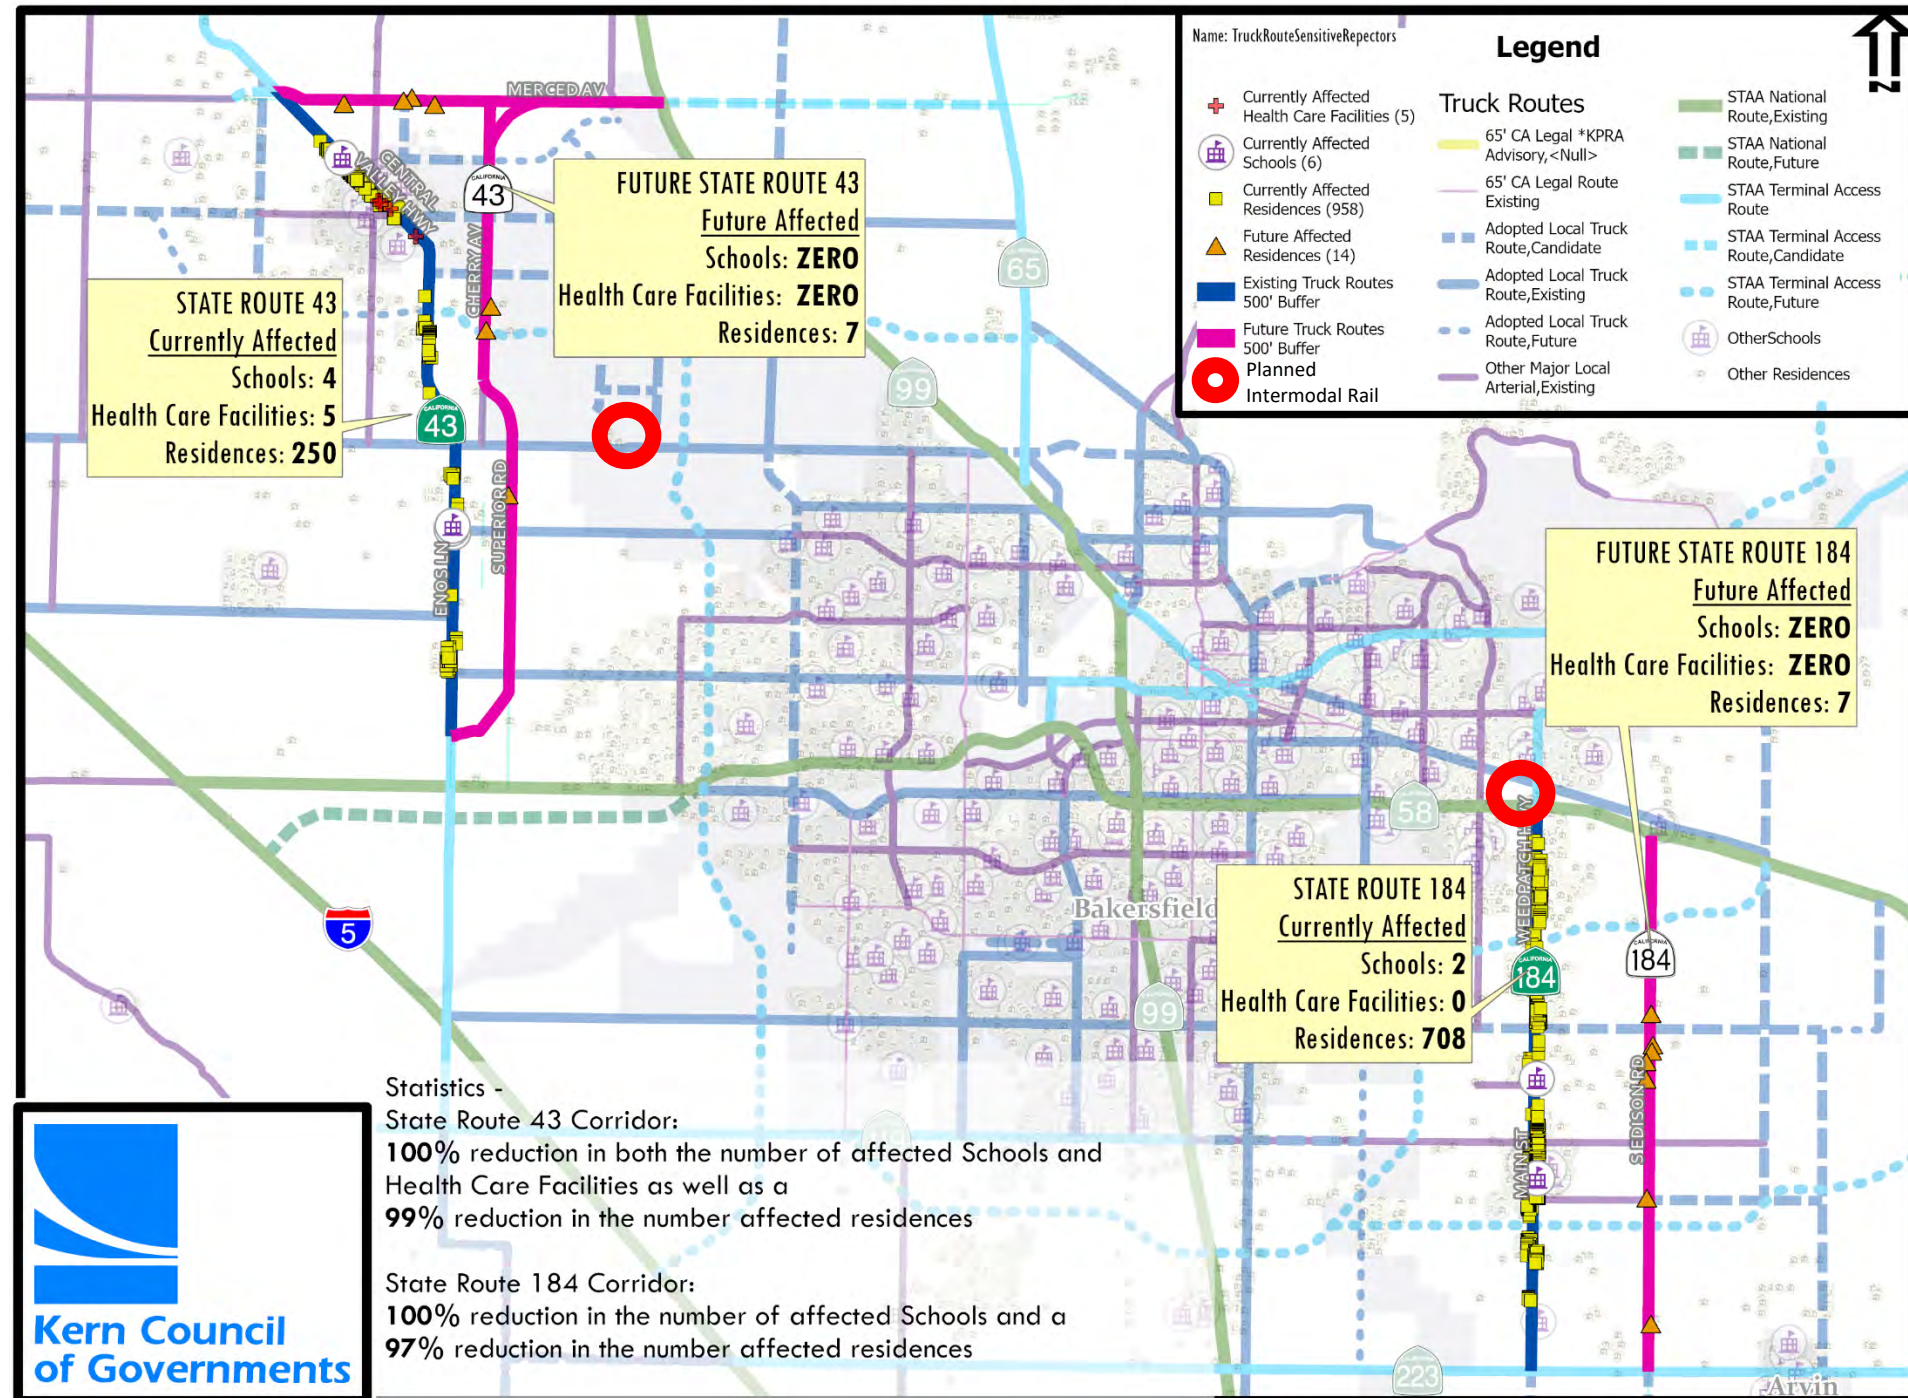 Name: TruckRouteSensitiveRepectors
Legend
N
Currently Affected
Health Care Facilities (5)
Currently Affected
Schools (6)
Currently Affected
Residences (958)
Future Affected
Residences (14)
Existing Truck Routes
500' Buffer
Future Truck Routes
500' Buffer
Planned
Intermodal Rail
Truck Routes
65' CA Legal *KPRA
Advisory,<Null>
65' CA Legal Route
Existing
Adopted Local Truck
Route,Candidate
Adopted Local Truck
Route,Existing
Adopted Local Truck
Route,Future
Other Major Local
Arterial,Existing
STAA National
Route,Existing
STAA National
Route,Future
STAA Terminal Access
Route
STAA Terminal Access
Route,Candidate
STAA Terminal Access
Route,Future
OtherSchools
Other Residences
MERCED AV
CENTRAL
VALLEY HWY
CALIFORNIA
43
CHERRY AV
FUTURE STATE ROUTE 43
Future Affected
Schools: ZERO
Health Care Facilities: ZERO
Residences: 7
65
99
STATE ROUTE 43
Currently Affected
Schools: 4
Health Care Facilities: 5
Residences: 250
CALIFORNIA
43
SUPERIOR RD
ENOS LN
FUTURE STATE ROUTE 184
Future Affected
Schools: ZERO
Health Care Facilities: ZERO
Residences: 7
58
WEEDPATCH HWY
STATE ROUTE 184
Currently Affected
Schools: 2
Health Care Facilities: 0
Residences: 708
Bakersfield
5
CALIFORNIA
184
CALIFORNIA
184
99
S EDISON RD
MAIN ST
223
Arvin
Statistics -
State Route 43 Corridor:
100% reduction in both the number of affected Schools and
Health Care Facilities as well as a
99% reduction in the number affected residences
State Route 184 Corridor:
100% reduction in the number of affected Schools and a
97% reduction in the number affected residences
Kern Council
of Governments